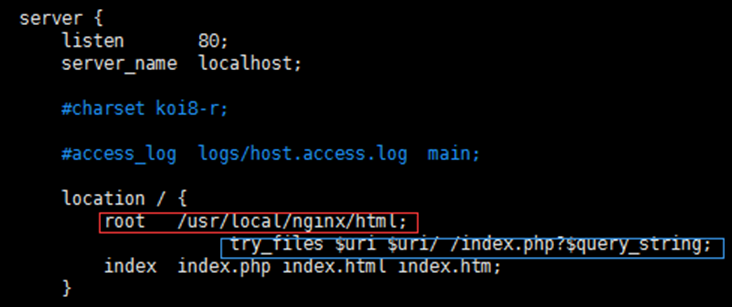 server {
listen 80;
server_name localhost;
#charset koi8-r;
#access_log logs/host.access.log main;
location / {
root /usr/local/nginx/html;
try_files $uri $uri/ /index.php?$query_string;
index index.php index.html index.htm;
}